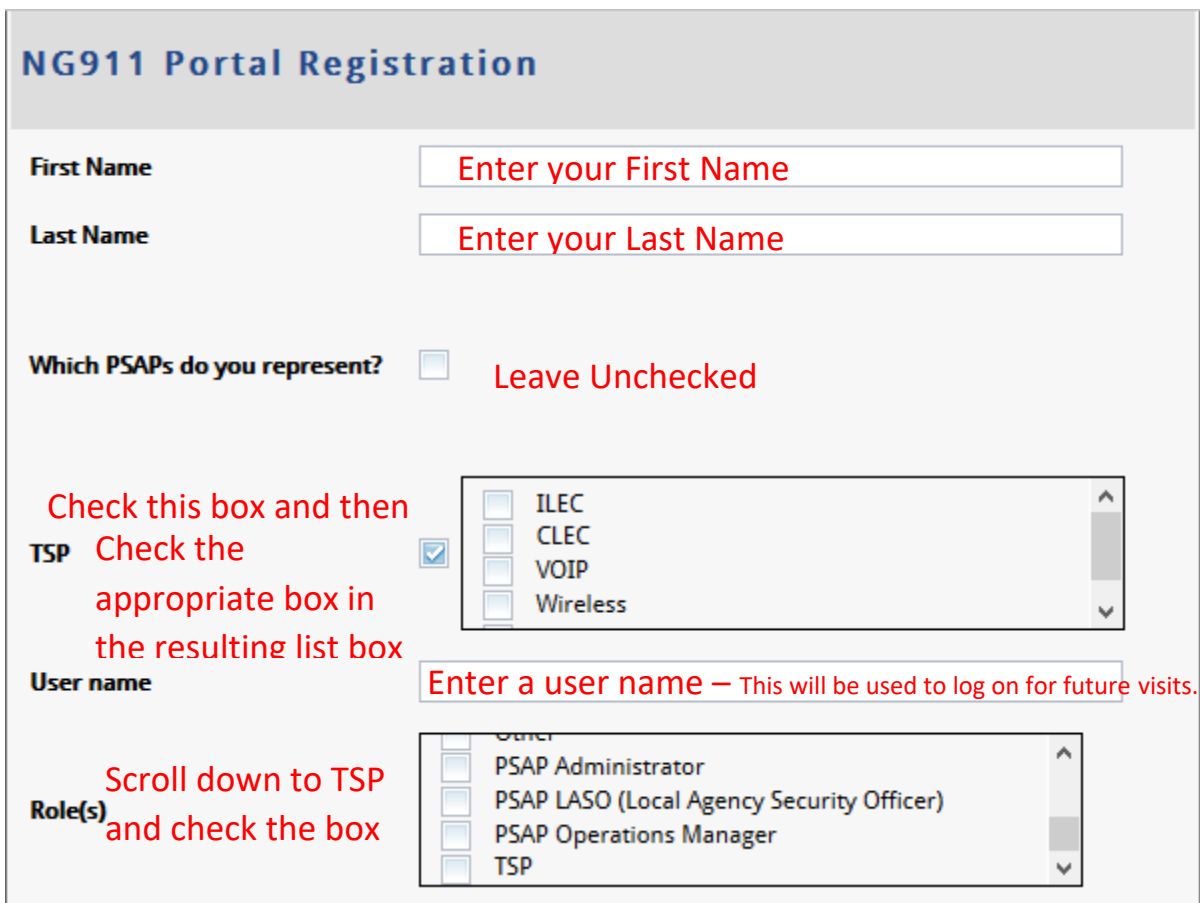 NG911 Portal Registration
First Name
Enter your First Name
Last Name
Enter your Last Name
Which PSAPs do you represent?
Leave Unchecked
Check this box and then
TSP
Check the
appropriate box in
the resulting list box
ILEC
CLEC
VOIP
Wireless
User name
Enter a user name – This will be used to log on for future visits.
Role(s)
Scroll down to TSP
and check the box
Other
PSAP Administrator
PSAP LASO (Local Agency Security Officer)
PSAP Operations Manager
TSP